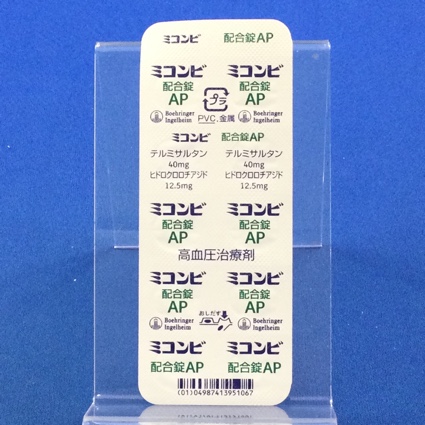 ミコンビ 配合錠AP
ミコンビ ミコンビ
配合錠 配合錠
AP プラ AP
Boehringer Ingelheim PVC,金属 Boehringer Ingelheim
ミコンビ 配合錠AP
テルミサルタン テルミサルタン
40mg 40mg
ヒドロクロロチアジド ヒドロクロロチアジド
12.5mg 12.5mg
ミコンビ ミコンビ
配合錠 配合錠
AP AP
高血圧治療剤
ミコンビ ミコンビ
配合錠 配合錠
AP おしだす AP
Boehringer Boehringer
Ingelheim Ingelheim
ミコンビ ミコンビ
配合錠AP 配合錠AP
(01)04987413951067